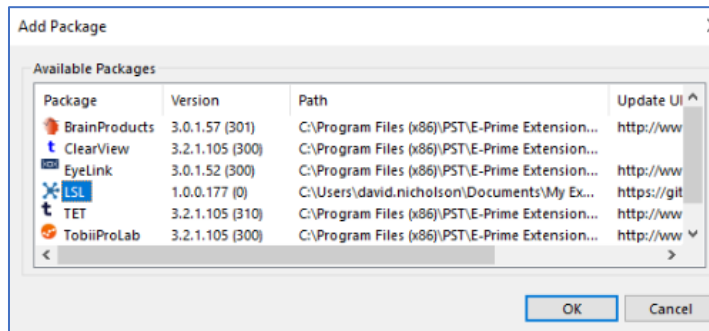 Add Package
Available Packages
Package Version Path Update UI
BrainProducts 3.0.1.57 (301) C:\Program Files (x86)\PST\E-Prime Extension... http://ww
ClearView 3.2.1.105 (300) C:\Program Files (x86)\PST\E-Prime Extension...
EyeLink 3.0.1.52 (300) C:\Program Files (x86)\PST\E-Prime Extension... http://ww
LSL 1.0.0.177 (0) C:\Users\david.nicholson\Documents\My Ex... https://git
TET 3.2.1.105 (310) C:\Program Files (x86)\PST\E-Prime Extension... http://ww
TobiiProLab 3.2.1.105 (300) C:\Program Files (x86)\PST\E-Prime Extension... http://ww
OK Cancel